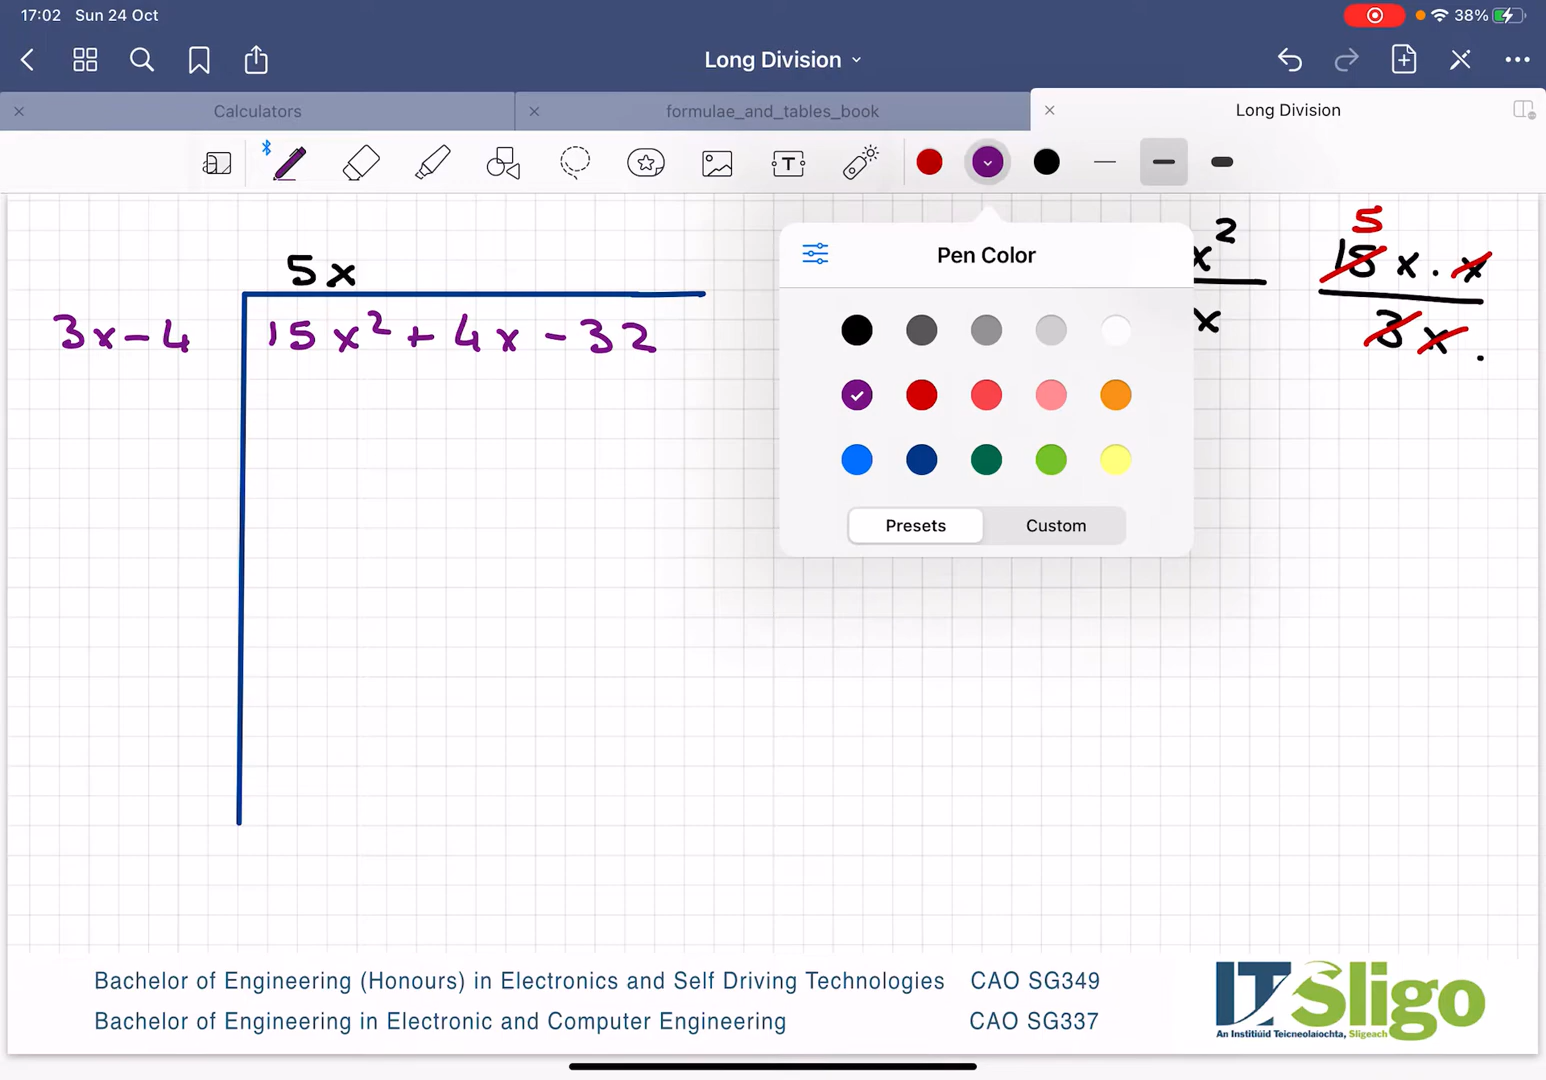 17:02 Sun 24 Oct
38%
Long Division
Calculators
formulae_and_tables_book
Long Division
T
Pen Color
Presets
Custom
5x
3x-4
15x²+4x-32
x²
x
5
15x.x
3x.
Bachelor of Engineering (Honours) in Electronics and Self Driving Technologies CAO SG349
Bachelor of Engineering in Electronic and Computer Engineering CAO SG337
IT Sligo
An Institiúid Teicneolaíochta, Sligeach